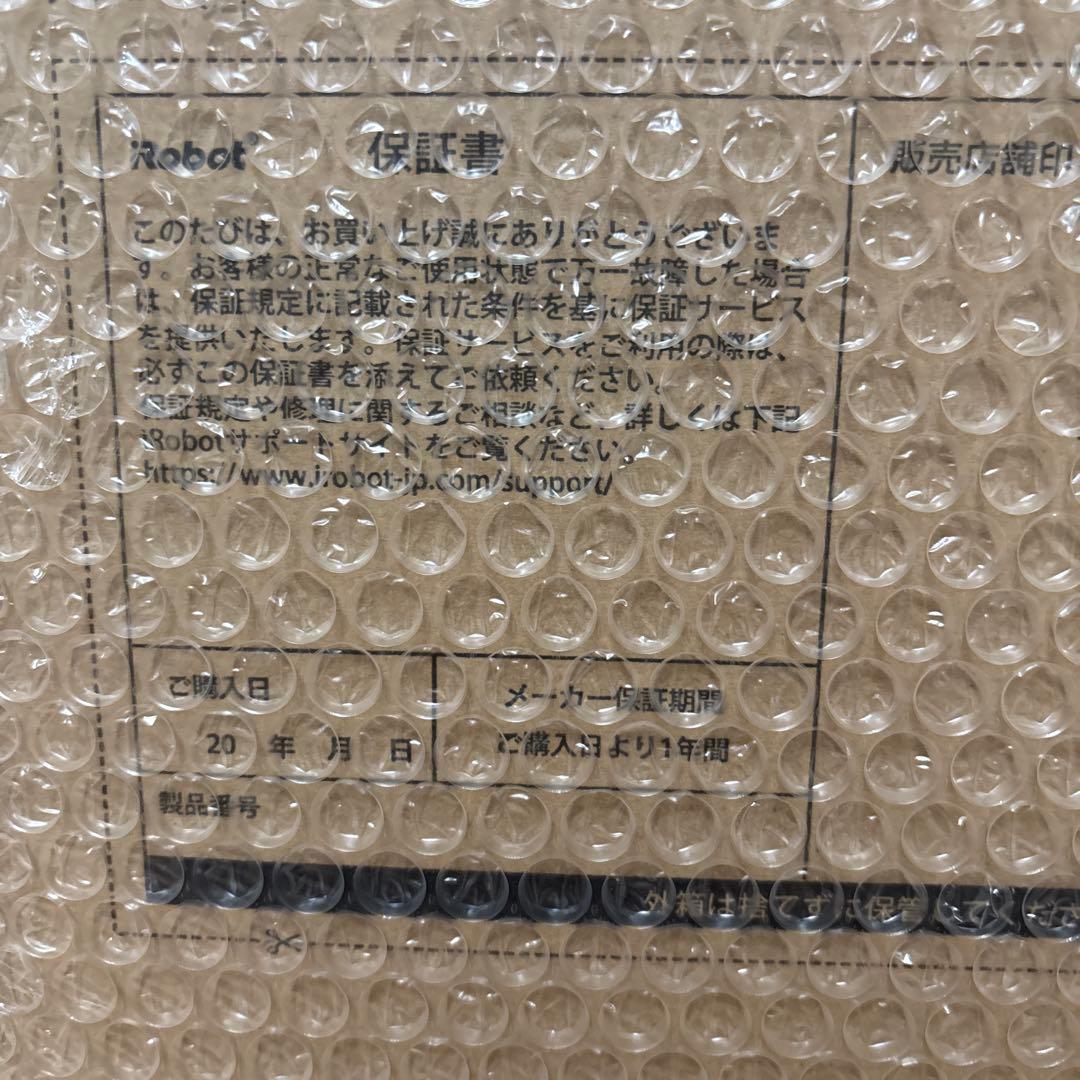 iRobot® 保証書
販売店舗印
このたびは、お買い上げ誠にありがとうございま
す。お客様の正常なご使用状態で万一故障した場合
は、保証規定に記載された条件を基に保証サービス
を提供いたします。保証サービスをご利用の際は、
必ずこの保証書を添えてご依頼ください。
保証規定や修理に関するご相談など、詳しくは下記
iRobotサポートサイトをご覧ください。
https://www.irobot-jp.com/support/
ご購入日
メーカー保証期間
20 年 月 日
ご購入日より1年間
製品番号
外箱は捨てずに保管してくださ